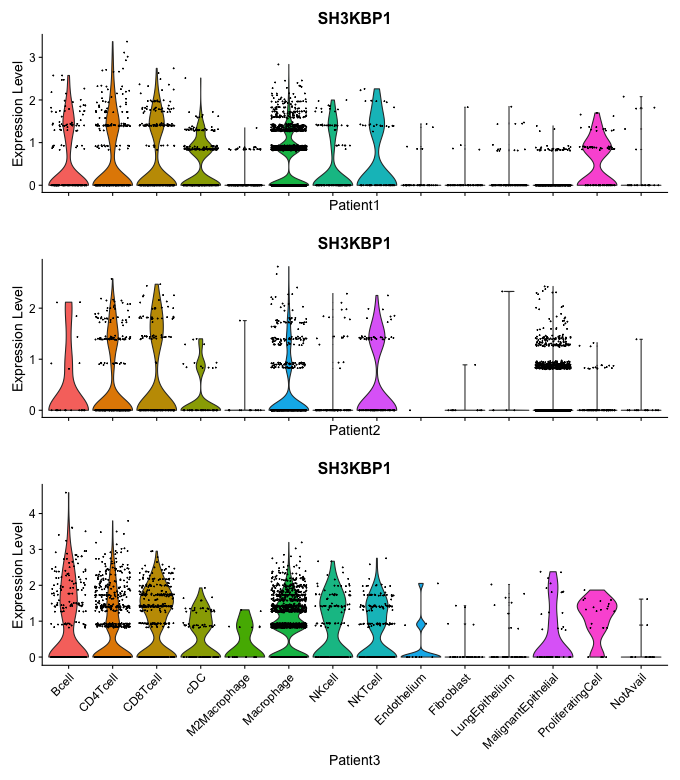 SH3KBP1
Expression Level
3
2
1
0
Patient1
SH3KBP1
Expression Level
2
1
0
Patient2
SH3KBP1
Expression Level
4
3
2
1
0
Bcell
CD4Tcell
CD8Tcell
cDC
M2Macrophage
Macrophage
NKcell
NKTcell
Endothelium
Fibroblast
LungEpithelium
MalignantEpithelial
ProliferatingCell
NotAvail
Patient3